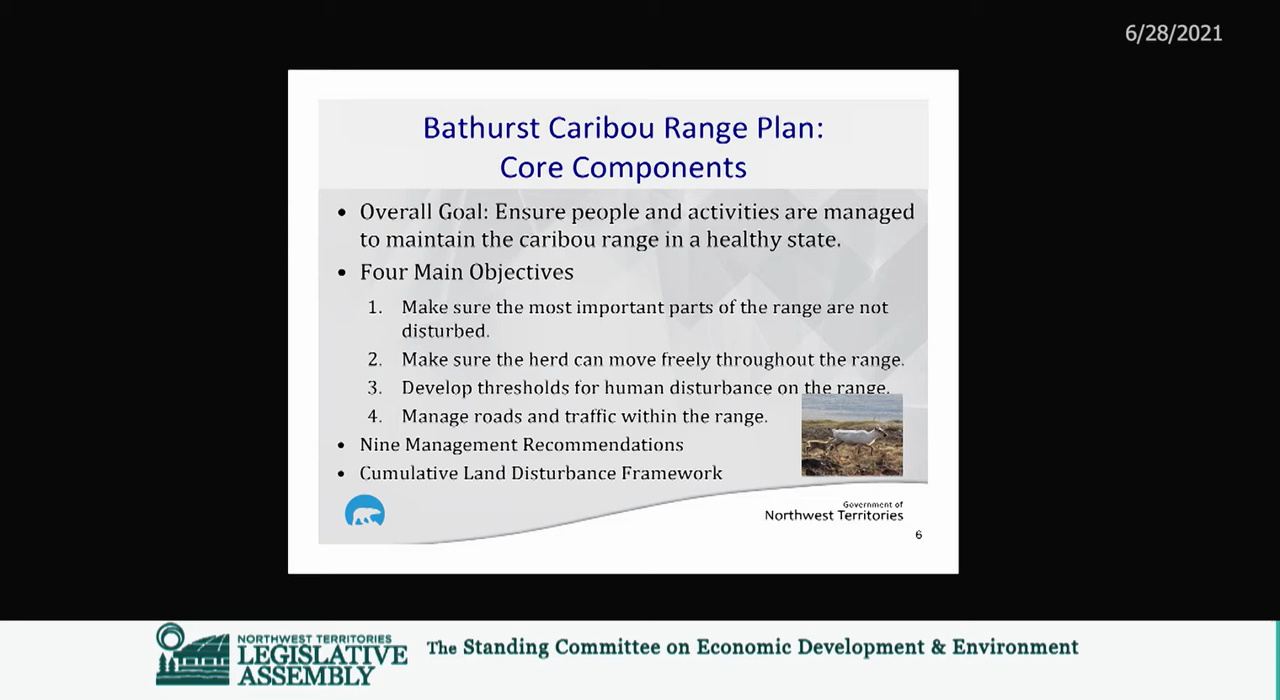 6/28/2021
Bathurst Caribou Range Plan:
Core Components
• Overall Goal: Ensure people and activities are managed
to maintain the caribou range in a healthy state.
• Four Main Objectives
1. Make sure the most important parts of the range are not
disturbed.
2. Make sure the herd can move freely throughout the range.
3. Develop thresholds for human disturbance on the range.
4. Manage roads and traffic within the range.
• Nine Management Recommendations
• Cumulative Land Disturbance Framework
Government of
Northwest Territories
6
NORTHWEST TERRITORIES
LEGISLATIVE
ASSEMBLY
The Standing Committee on Economic Development & Environment